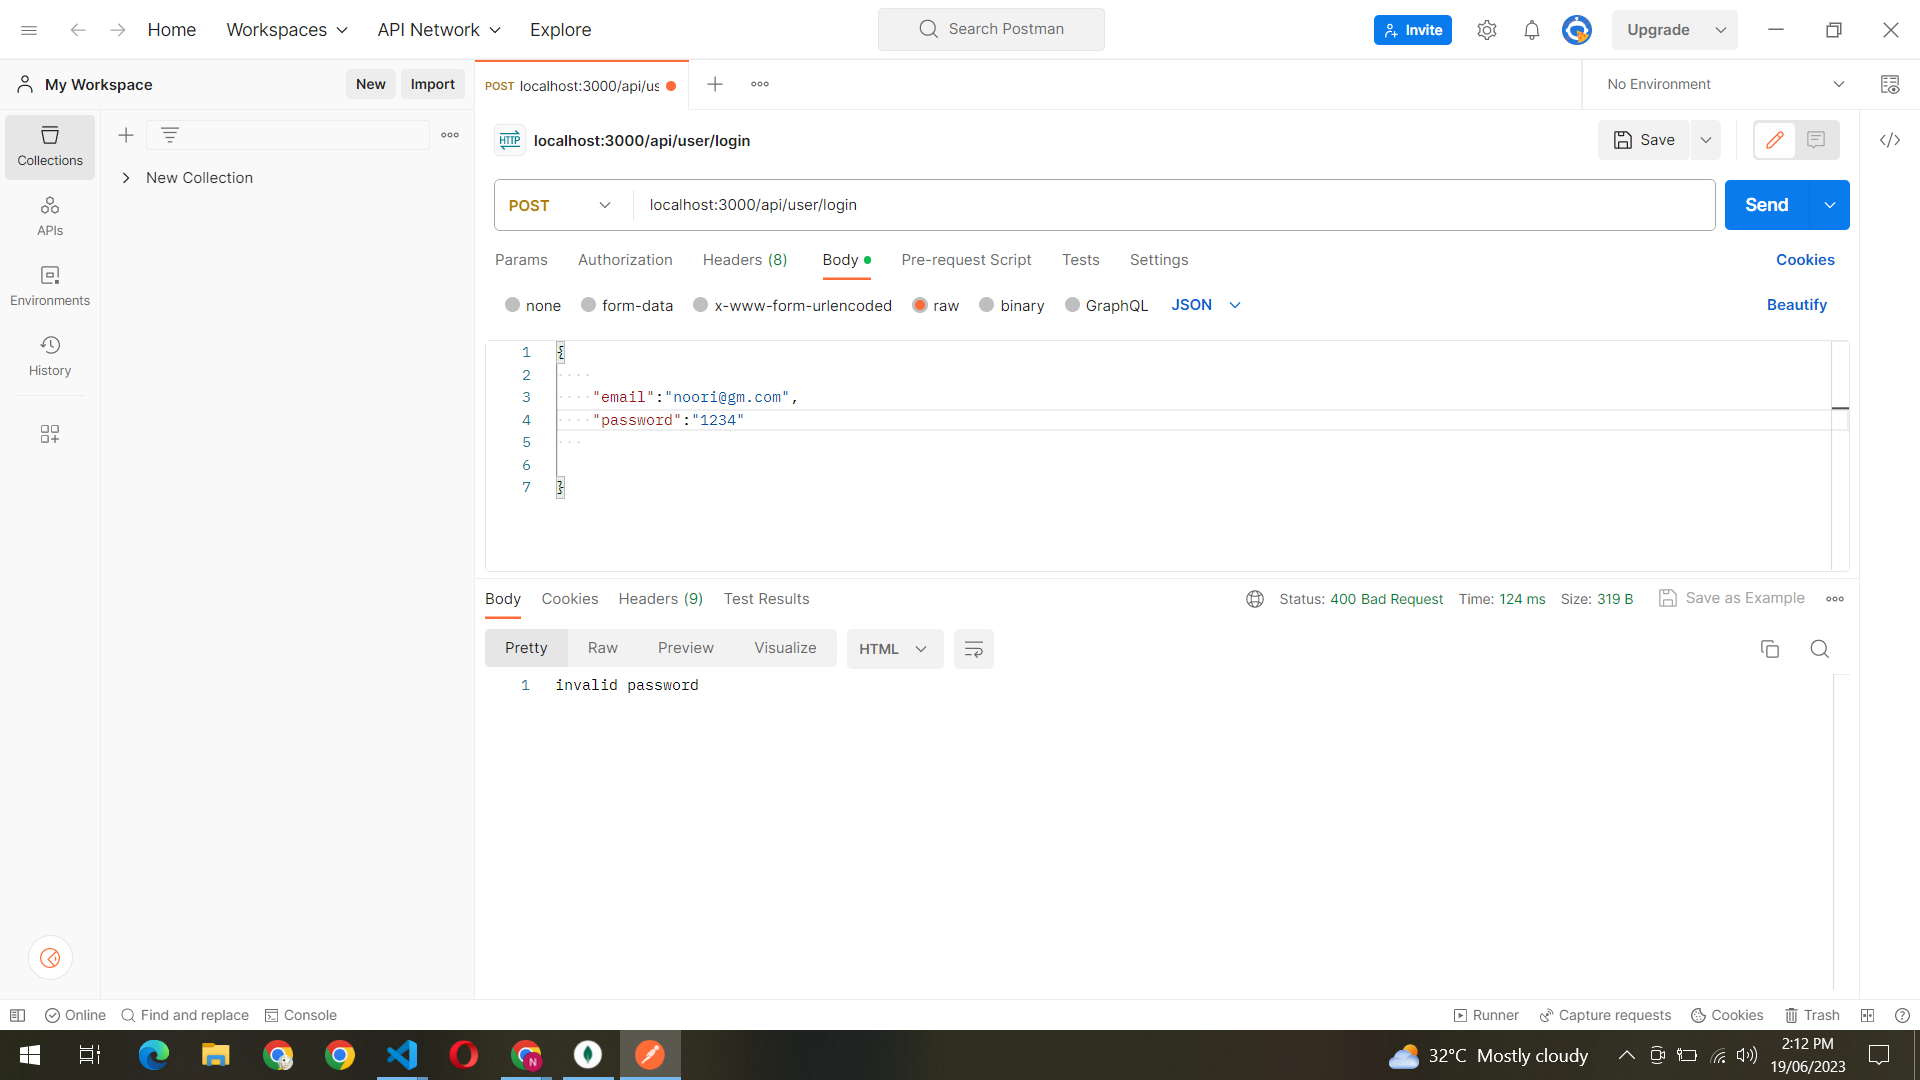 Home
Workspaces
API Network
Explore
Search Postman
Invite
Upgrade
My Workspace
New
Import
POST localhost:3000/api/us
No Environment
Collections
New Collection
APIs
Environments
History
HTTP
localhost:3000/api/user/login
Save
POST
localhost:3000/api/user/login
Send
Params
Authorization
Headers (8)
Body
Pre-request Script
Tests
Settings
Cookies
none
form-data
x-www-form-urlencoded
raw
binary
GraphQL
JSON
Beautify
1 {
2
3 "email":"noori@gm.com",
4 "password":"1234"
5
6
7 }
Body
Cookies
Headers (9)
Test Results
Status: 400 Bad Request
Time: 124 ms
Size: 319 B
Save as Example
Pretty
Raw
Preview
Visualize
HTML
1 invalid password
Online
Find and replace
Console
Runner
Capture requests
Cookies
Trash
N
32°C Mostly cloudy
2:12 PM
19/06/2023